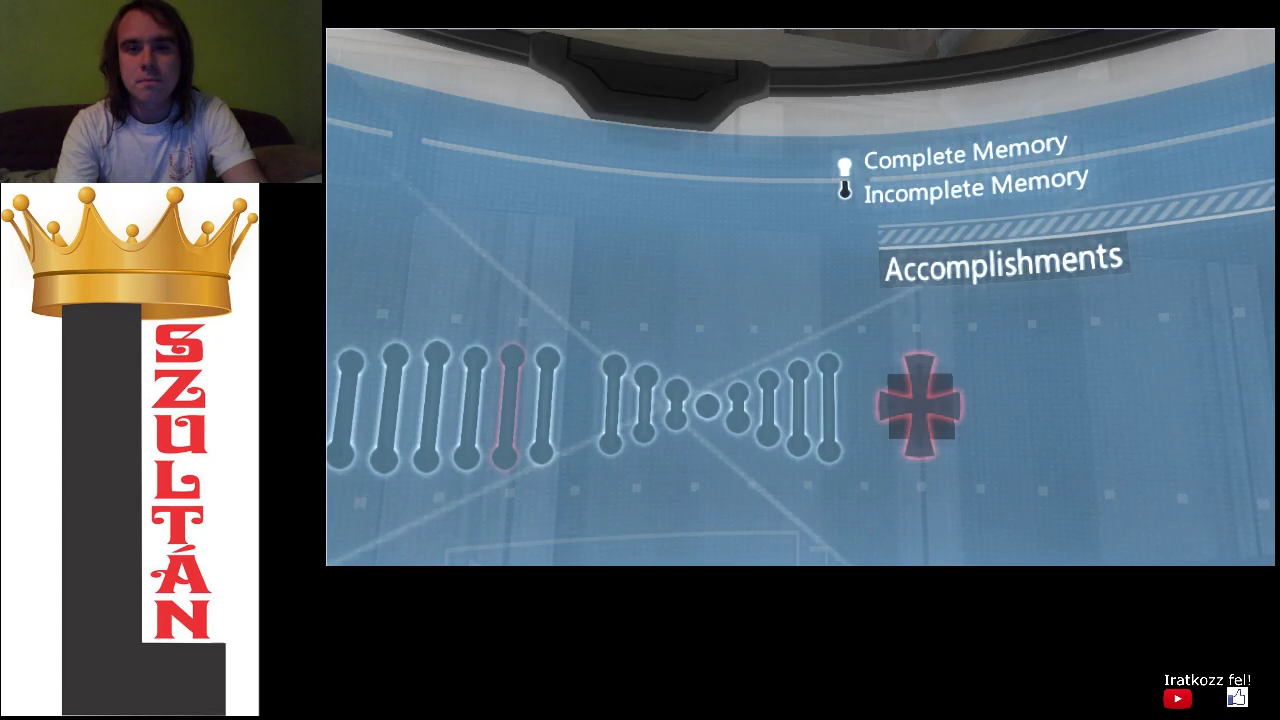 Complete Memory
Incomplete Memory
Accomplishments
L
SZULTÁN
Iratkozz fel!